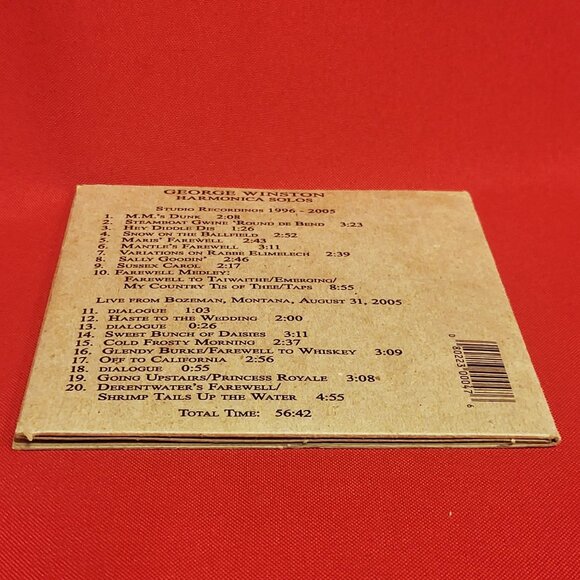 George Winston
Harmonica Solos
Studio Recordings 1996 - 2005
1. M.M.'s Dunk 2:08
2. Steamboat Gwine 'Round de Bend 3:23
3. Hey Diddle Dis 1:26
4. Snow on the Ballfield 2:52
5. Maris' Farewell 2:43
6. Mantle's Farewell 3:11
7. Variations on Rabbe Elimelech 2:39
8. Sally Goodin' 2:46
9. Sussex Carol 2:17
10. Farewell Medley:
Farewell to Taiwaithe/Emerging/
My Country Tis of Thee/Taps 8:55
Live from Bozeman, Montana, August 31, 2005
11. dialogue 1:03
12. Haste to the Wedding 2:00
13. dialogue 0:26
14. Sweet Bunch of Daisies 3:11
15. Cold Frosty Morning 2:37
16. Glendy Burke/Farewell to Whiskey 3:09
17. Off to California 2:56
18. dialogue 0:55
19. Going Upstairs/Princess Royale 3:08
20. Derentwater's Farewell/
Shrimp Tails Up the Water 4:55
Total Time: 56:42